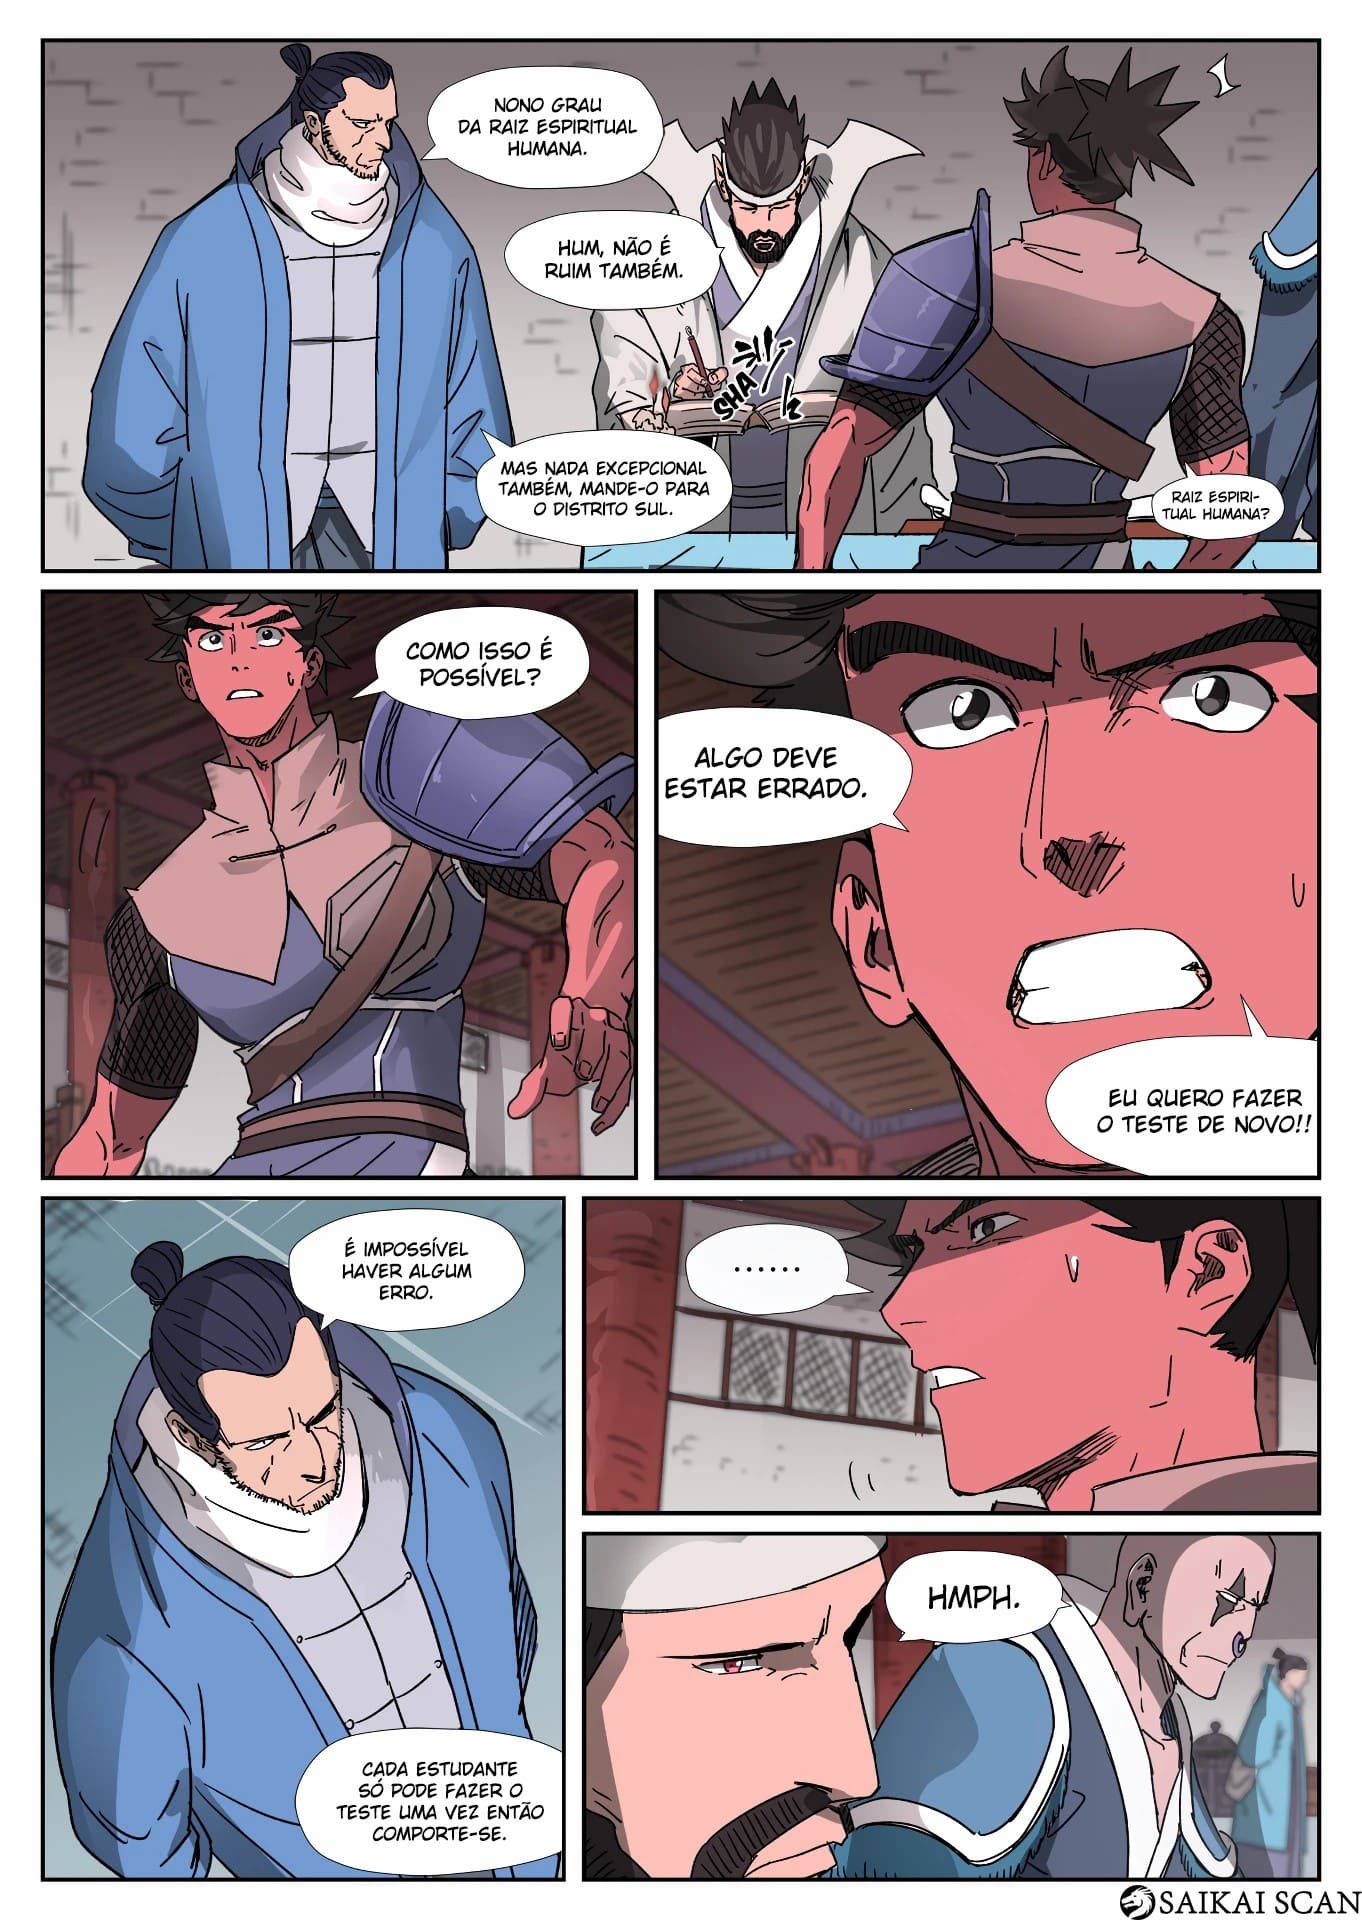 NONO GRAU
DA RAIZ ESPIRITUAL
HUMANA.
HUM, NÃO É
RUIM TAMBÉM.
SHA
MAS NADA EXCEPCIONAL
TAMBÉM, MANDE-O PARA
O DISTRITO SUL.
RAIZ ESPIRI-
TUAL HUMANA?
COMO ISSO É
POSSÍVEL?
ALGO DEVE
ESTAR ERRADO.
EU QUERO FAZER
O TESTE DE NOVO!!
É IMPOSSÍVEL
HAVER ALGUM
ERRO.
CADA ESTUDANTE
SÓ PODE FAZER O
TESTE UMA VEZ ENTÃO
COMPORTE-SE.
......
HMPH.
SAIKAI SCAN